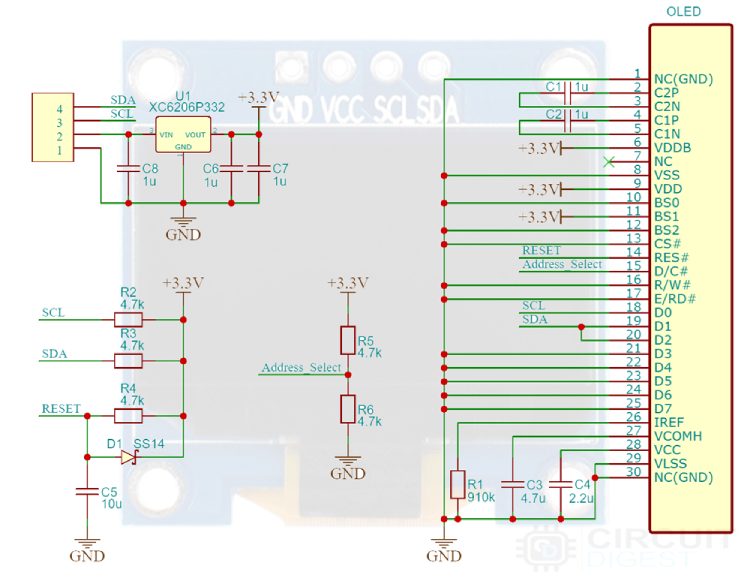 OLED
1 NC(GND)
C1 1u 2 C2P
3 C2N
C2 1u 4 C1P
5 C1N
+3.3V 6 VDDB
7 NC
8 VSS
+3.3V 9 VDD
10 BS0
+3.3V 11 BS1
12 BS2
13 CS#
RESET 14 RES#
Address_Select 15 D/C#
16 R/W#
17 E/RD#
SCL 18 D0
SDA 19 D1
20 D2
21 D3
22 D4
23 D5
24 D6
25 D7
26 IREF
27 VCOMH
28 VCC
29 VLSS
30 NC(GND)
R1
910k
C3
4.7u
C4
2.2u
GND
U1
XC6206P332
+3.3V
4 SDA
3 SCL
2
1
3 VIN VOUT 2
GND
1
C8
1u
C6
1u
C7
1u
GND
GND VCC SCL SDA
+3.3V
R2
SCL 4.7k
R3
SDA 4.7k
R4
RESET 4.7k
D1 SS14
C5
10u
GND
+3.3V
R5
4.7k
Address_Select
R6
4.7k
GND
CIRCUIT
DIGEST